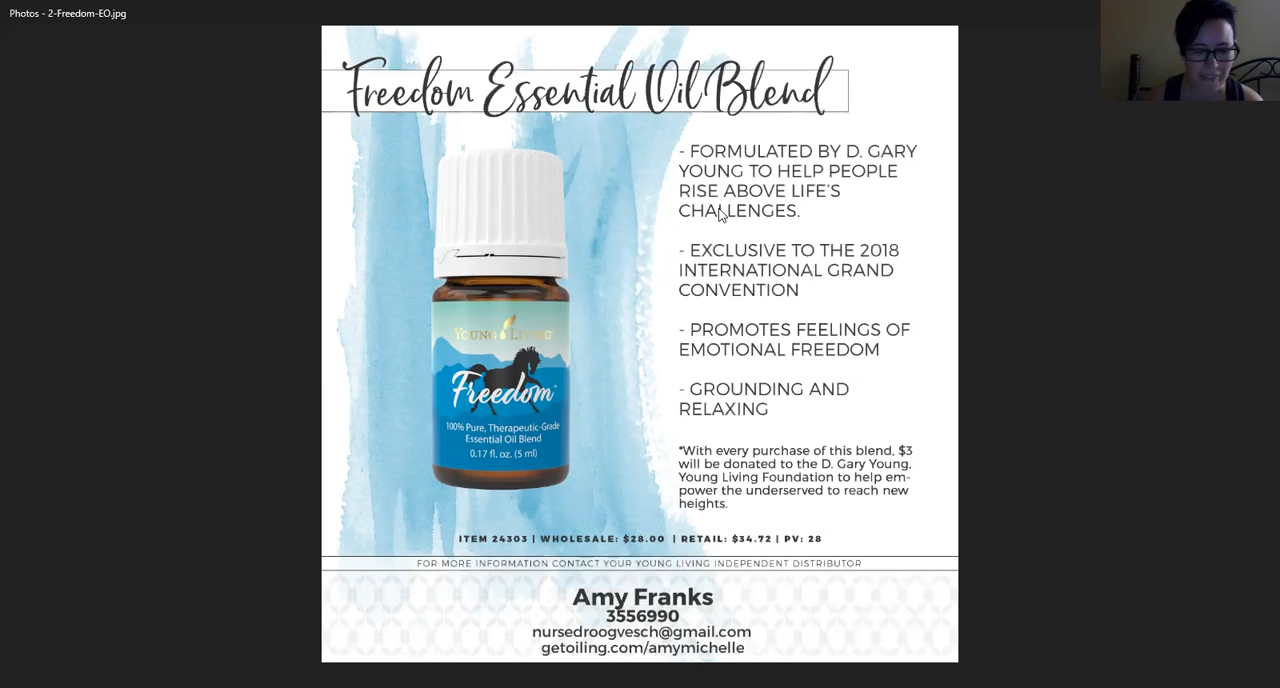 Photos - 2-Freedom-EO.jpg
Freedom Essential Oil Blend
- FORMULATED BY D. GARY
YOUNG TO HELP PEOPLE
RISE ABOVE LIFE'S
CHALLENGES.
- EXCLUSIVE TO THE 2018
INTERNATIONAL GRAND
CONVENTION
- PROMOTES FEELINGS OF
EMOTIONAL FREEDOM
- GROUNDING AND
RELAXING
*With every purchase of this blend, $3
will be donated to the D. Gary Young,
Young Living Foundation to help em-
power the underserved to reach new
heights.
YOUNG LIVING
Freedom™
100% Pure, Therapeutic-Grade
Essential Oil Blend
0.17 fl. oz. (5 ml)
ITEM 24303 | WHOLESALE: $28.00 | RETAIL: $34.72 | PV: 28
FOR MORE INFORMATION CONTACT YOUR YOUNG LIVING INDEPENDENT DISTRIBUTOR
Amy Franks
3556990
nursedroogvesch@gmail.com
getoiling.com/amymichelle